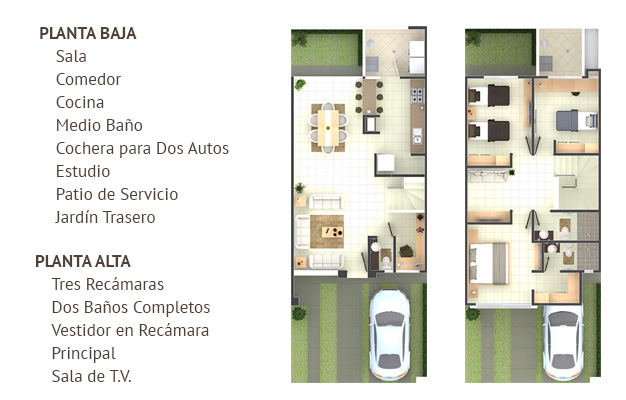 PLANTA BAJA
Sala
Comedor
Cocina
Medio Baño
Cochera para Dos Autos
Estudio
Patio de Servicio
Jardín Trasero
PLANTA ALTA
Tres Recámaras
Dos Baños Completos
Vestidor en Recámara
Principal
Sala de T.V.